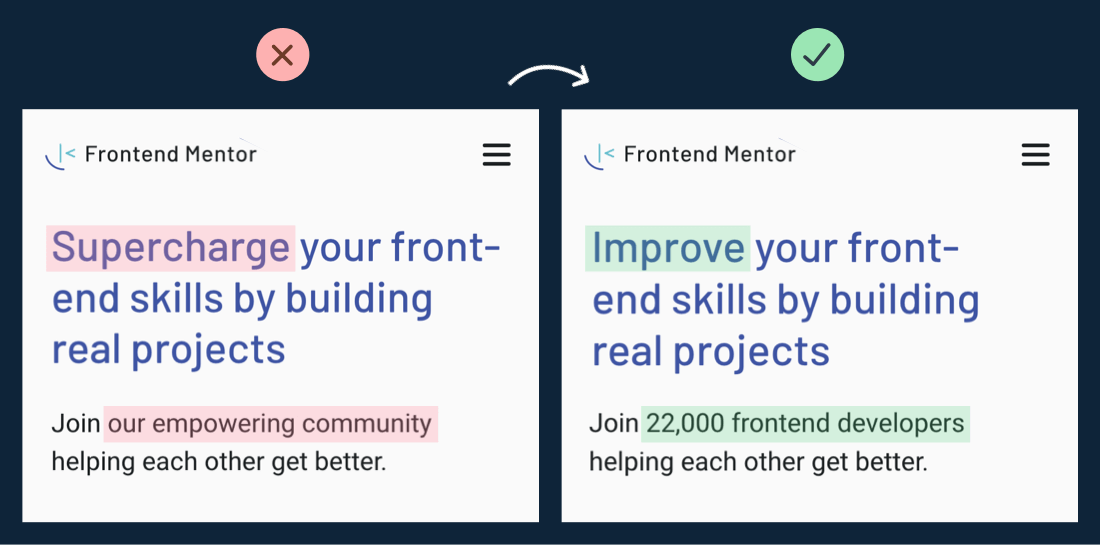 Frontend Mentor
Supercharge your front-
end skills by building
real projects
Join our empowering community
helping each other get better.
Frontend Mentor
Improve your front-
end skills by building
real projects
Join 22,000 frontend developers
helping each other get better.